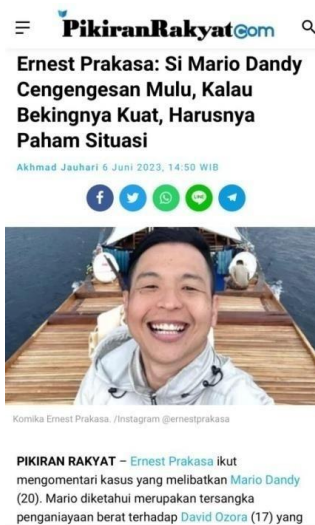 PikiranRakyat.com
Ernest Prakasa: Si Mario Dandy
Cengengesan Mulu, Kalau
Bekingnya Kuat, Harusnya
Paham Situasi
Akhmad Jauhari 6 Juni 2023, 14:50 WIB
LINE
Komika Ernest Prakasa. /Instagram @ernestprakasa
PIKIRAN RAKYAT – Ernest Prakasa ikut
mengomentari kasus yang melibatkan Mario Dandy
(20). Mario diketahui merupakan tersangka
penganiayaan berat terhadap David Ozora (17) yang